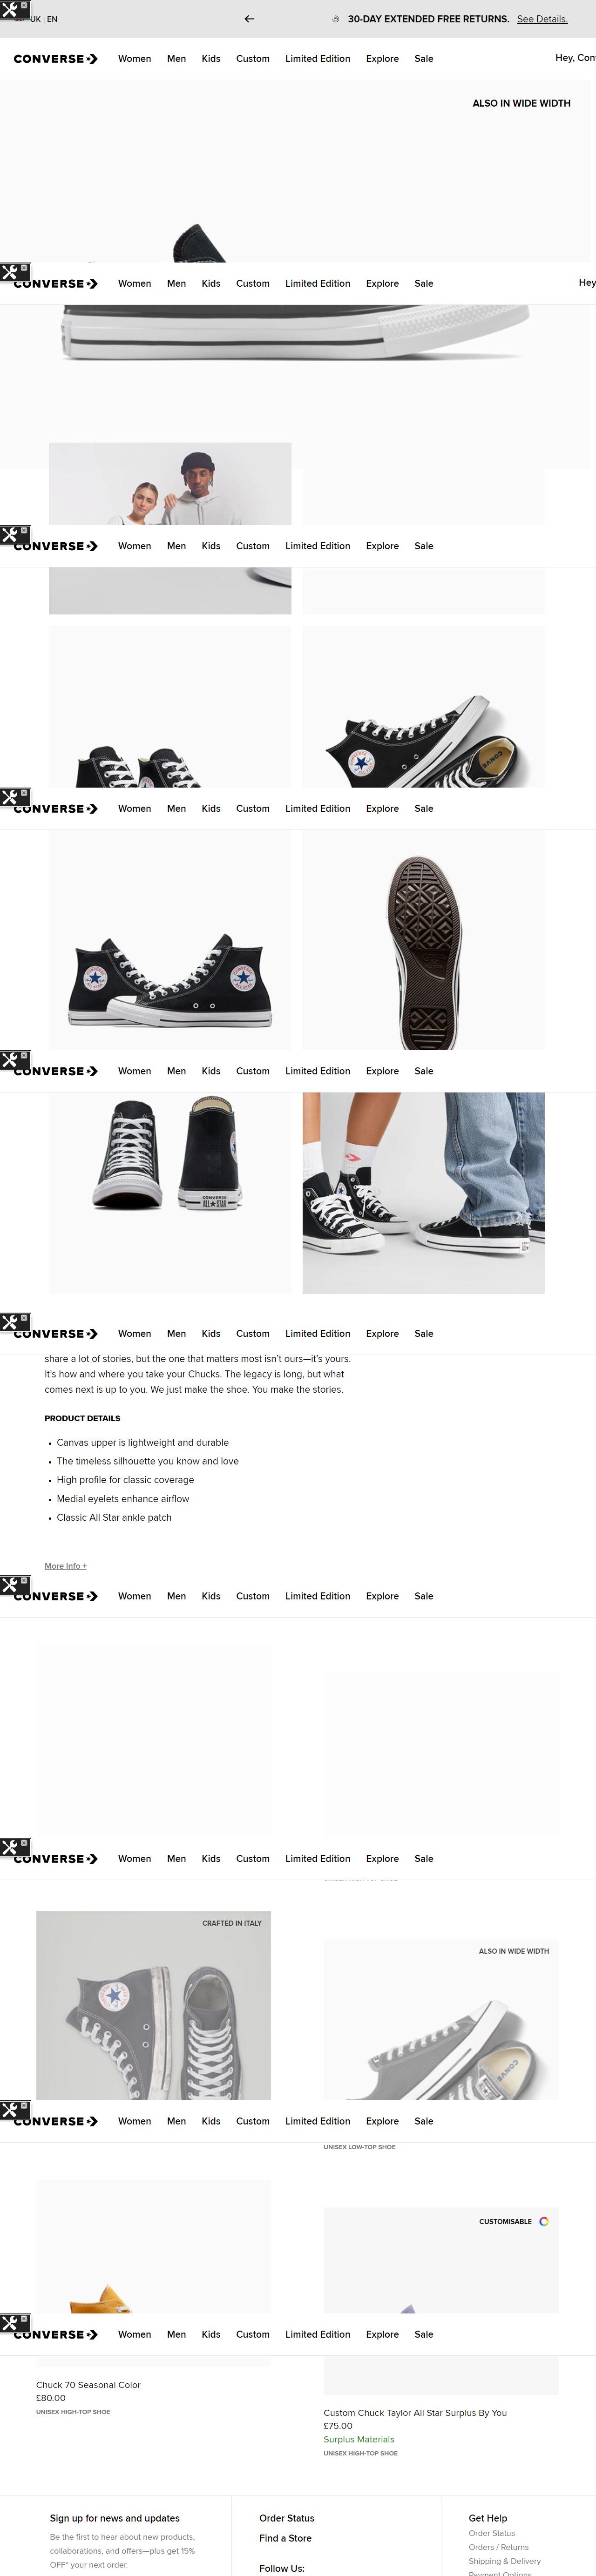 UK | EN
30-DAY EXTENDED FREE RETURNS. See Details.
CONVERSE Women Men Kids Custom Limited Edition Explore Sale
Hey,
ALSO IN WIDE WIDTH
CONVERSE Women Men Kids Custom Limited Edition Explore Sale
Hey
CONVERSE Women Men Kids Custom Limited Edition Explore Sale
CONVERSE Women Men Kids Custom Limited Edition Explore Sale
CONVERSE Women Men Kids Custom Limited Edition Explore Sale
CONVERSE
ALL STAR
CONVERSE Women Men Kids Custom Limited Edition Explore Sale
share a lot of stories, but the one that matters most isn't ours—it's yours.
It's how and where you take your Chucks. The legacy is long, but what
comes next is up to you. We just make the shoe. You make the stories.
PRODUCT DETAILS
• Canvas upper is lightweight and durable
• The timeless silhouette you know and love
• High profile for classic coverage
• Medial eyelets enhance airflow
• Classic All Star ankle patch
More Info +
CONVERSE Women Men Kids Custom Limited Edition Explore Sale
CONVERSE Women Men Kids Custom Limited Edition Explore Sale
CRAFTED IN ITALY
ALSO IN WIDE WIDTH
CONVERSE Women Men Kids Custom Limited Edition Explore Sale
UNISEX LOW-TOP SHOE
CUSTOMISABLE
CONVERSE Women Men Kids Custom Limited Edition Explore Sale
Chuck 70 Seasonal Color
£80.00
UNISEX HIGH-TOP SHOE
Custom Chuck Taylor All Star Surplus By You
£75.00
Surplus Materials
UNISEX HIGH-TOP SHOE
Sign up for news and updates
Be the first to hear about new products,
collaborations, and offers—plus get 15%
OFF* your next order.
Order Status
Find a Store
Follow Us:
Get Help
Order Status
Orders / Returns
Shipping & Delivery
Payment Options